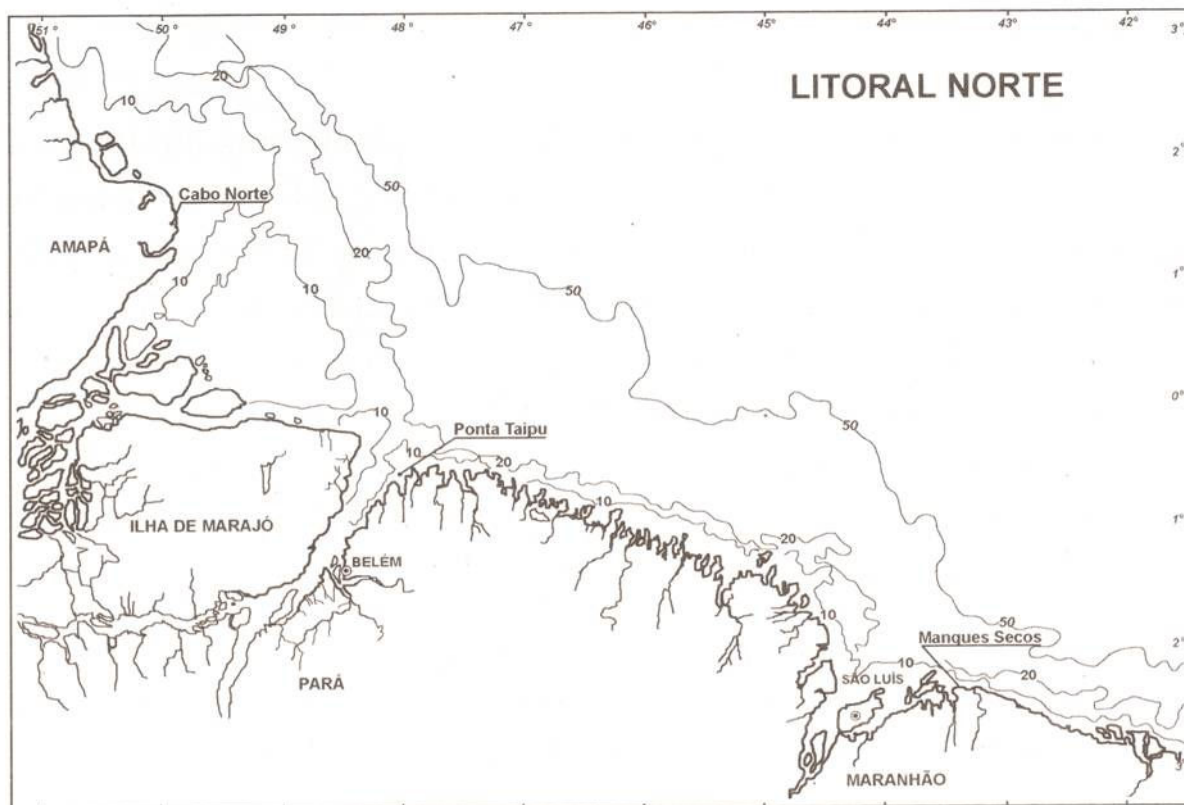 51° 50° 49° 48° 47° 46° 45° 44° 43° 42° 3°
LITORAL NORTE
20
10
2°
50
Cabo Norte
AMAPÁ
20
1°
10
10
50
0°
10
50
Ponta Taipu
10
20
10
ILHA DE MARAJÓ
1°
20
BELÉM
10
50
Manques Secos
2°
10
SÃO LUÍS
20
PARÁ
MARANHÃO
3°